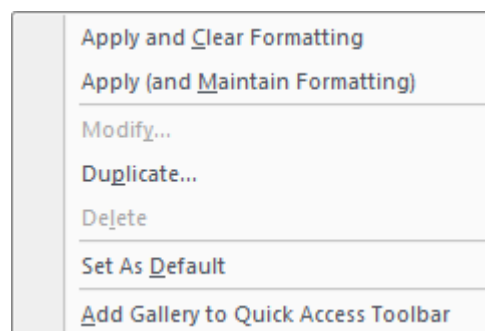 Apply and Clear Formatting
Apply (and Maintain Formatting)
Modify...
Duplicate...
Delete
Set As Default
Add Gallery to Quick Access Toolbar